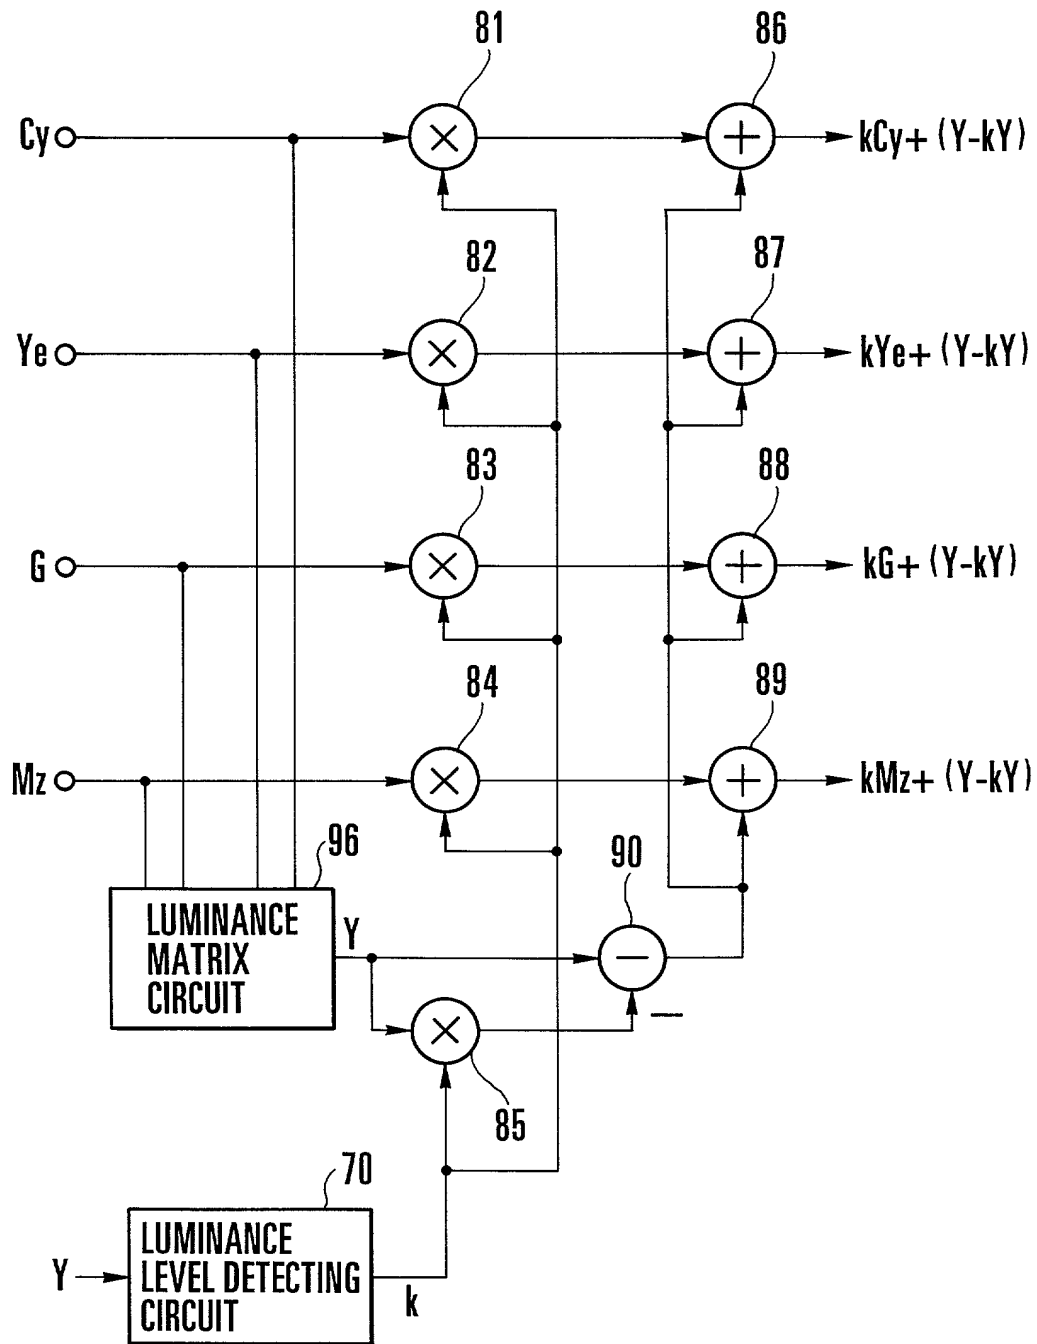 81
86
Cy
×
+
kCy+ (Y-kY)
82
87
Ye
×
+
kYe+ (Y-kY)
83
88
G
×
+
kG+ (Y-kY)
84
89
Mz
×
+
kMz+ (Y-kY)
96
90
LUMINANCE
MATRIX
CIRCUIT
Y
−
×
—
85
70
LUMINANCE
LEVEL DETECTING
CIRCUIT
Y
k